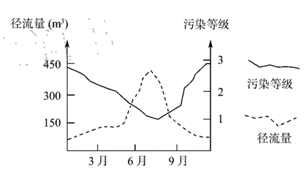 径流量 (m³)
污染等级
450
300
150
3
2
1
3月
6月
9月
污染等级
径流量